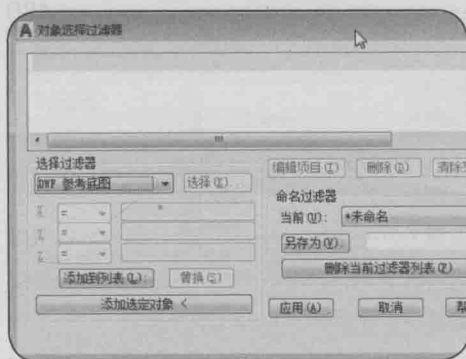 对象选择过滤器
选择过滤器
DWF 参考底图
选择(E)...
X:
=
Y:
=
Z:
=
添加到列表(L):
替换(S)
添加选定对象 <
编辑项目(I)
删除(D)
清除
命名过滤器
当前(U):
*未命名
另存为(V):
删除当前过滤器列表(R)
应用(A)
取消
帮